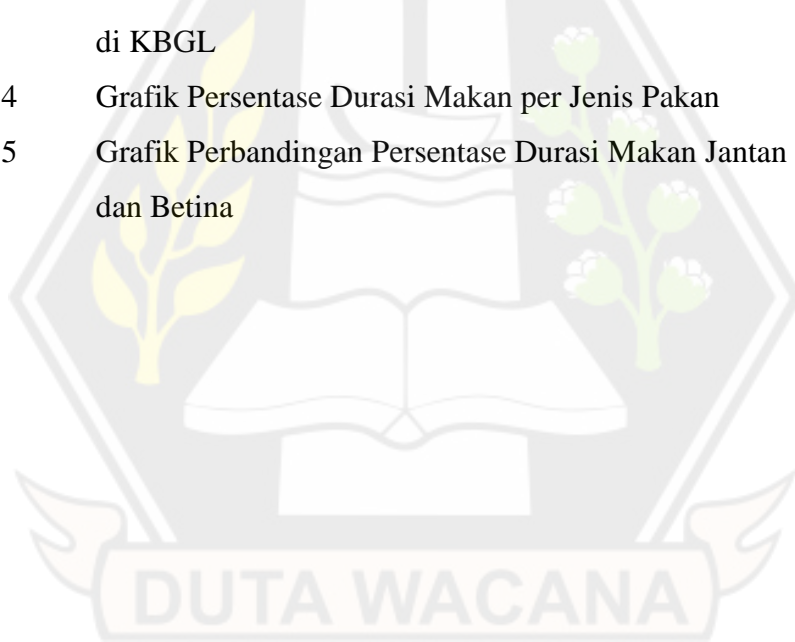 di KBGL
4 Grafik Persentase Durasi Makan per Jenis Pakan
5 Grafik Perbandingan Persentase Durasi Makan Jantan
dan Betina
DUTA WACANA